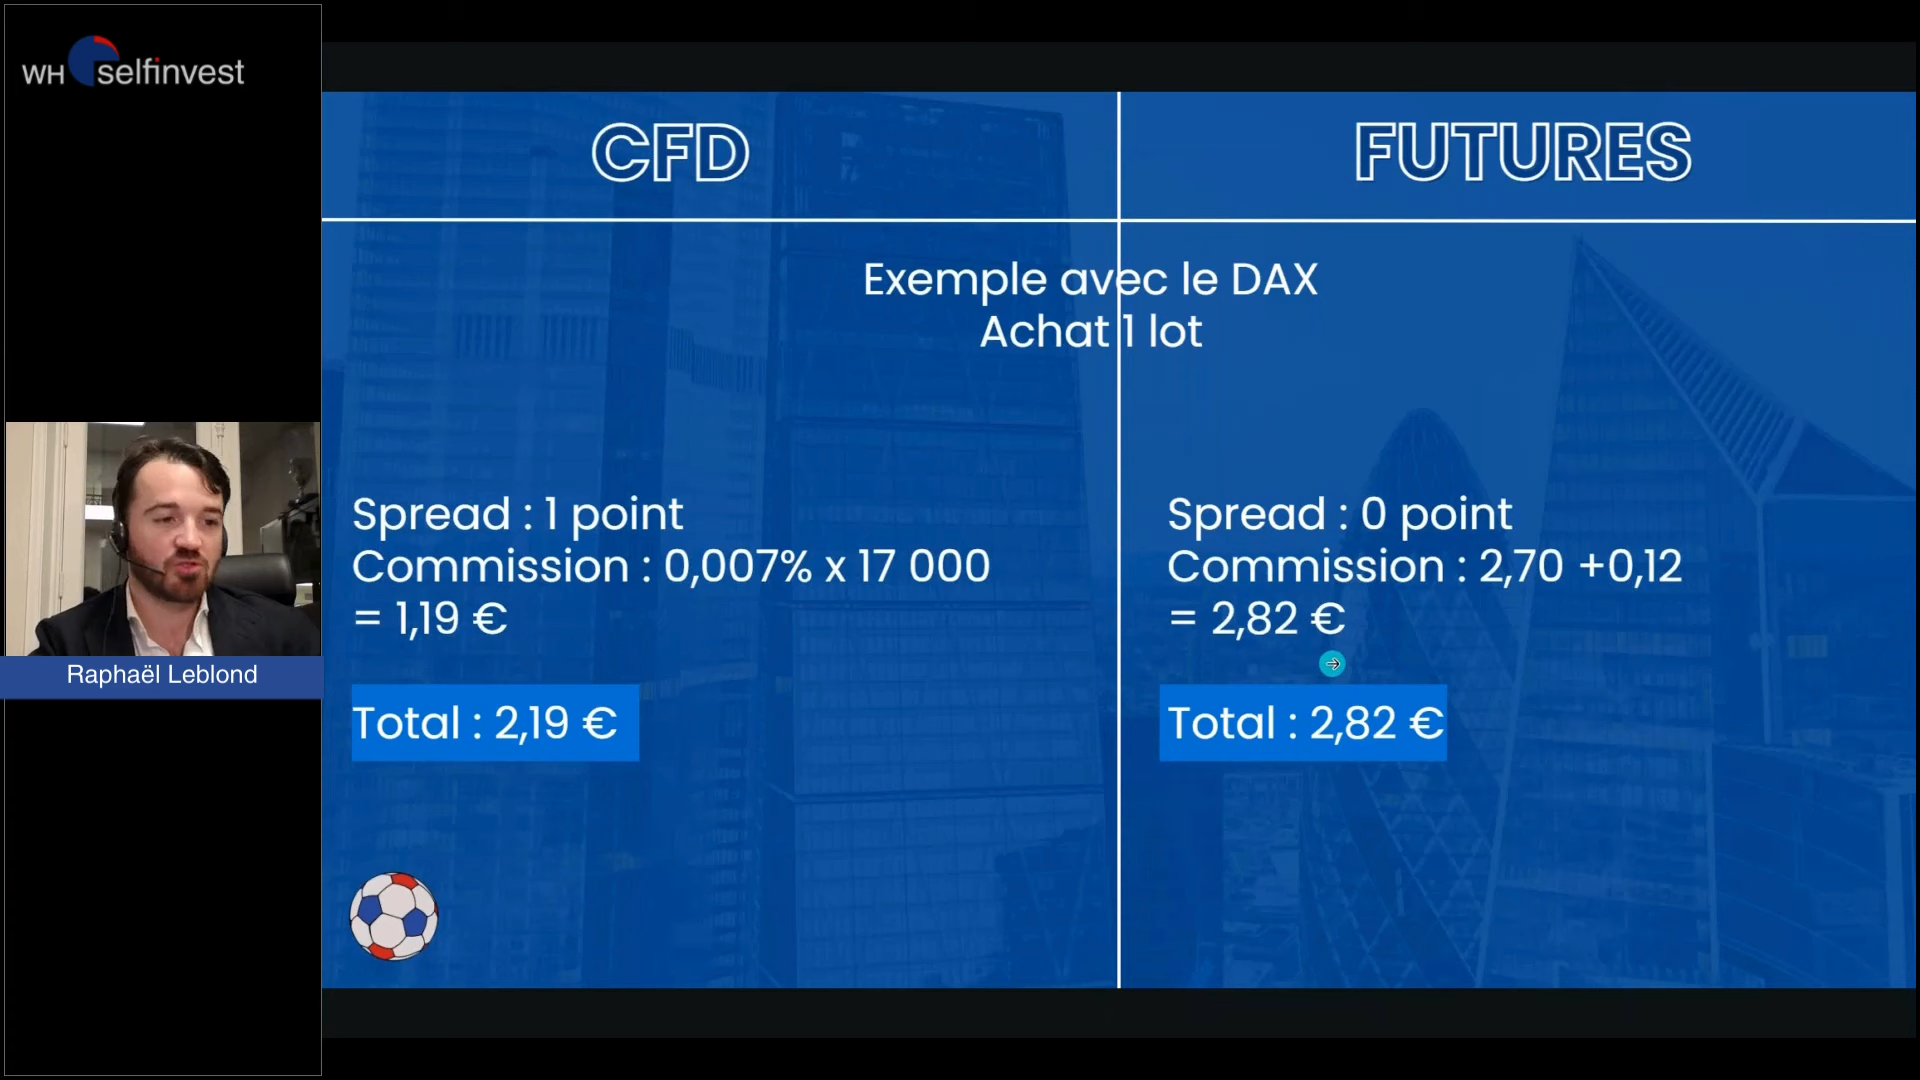 WH selfinvest
CFD
FUTURES
Exemple avec le DAX
Achat 1 lot
Spread : 1 point
Commission : 0,007% x 17 000
= 1,19 €
Total : 2,19 €
Spread : 0 point
Commission : 2,70 +0,12
= 2,82 €
Total : 2,82 €
Raphaël Leblond